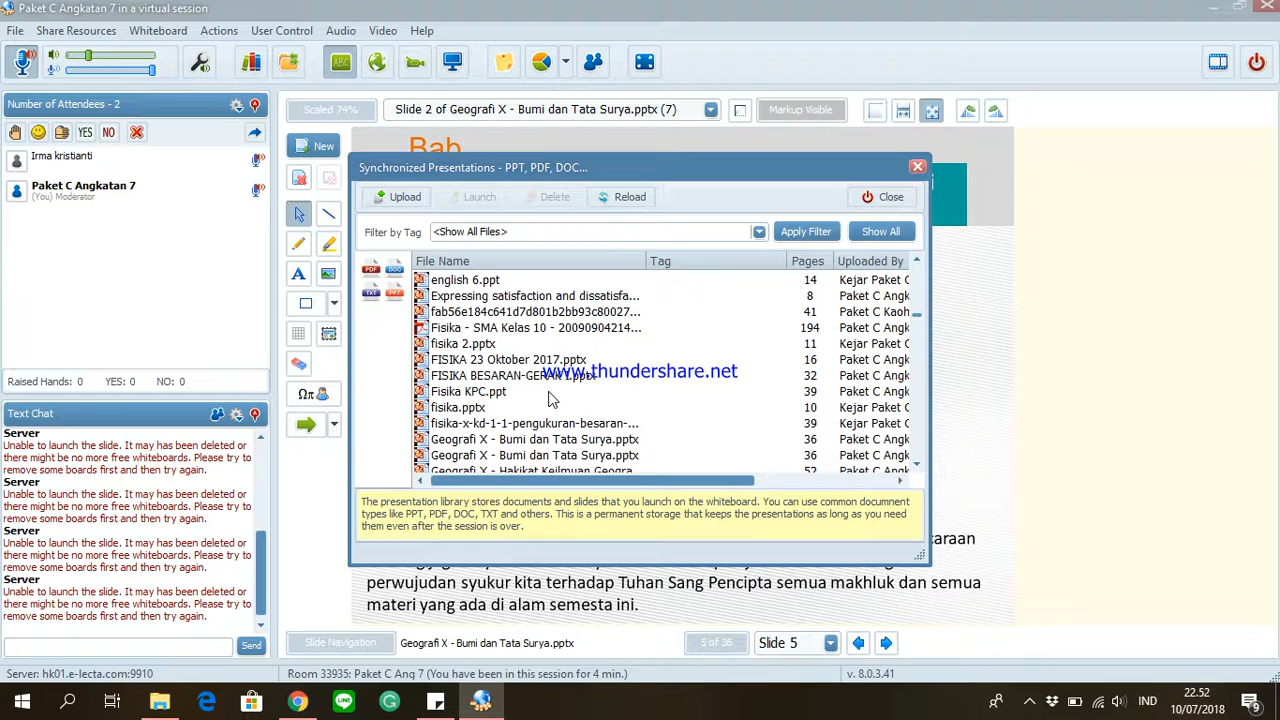 Paket C Angkatan 7 in a virtual session
File Share Resources Whiteboard Actions User Control Audio Video Help
ABC
Number of Attendees - 2
YES NO
Irma kristianti
Paket C Angkatan 7
(You) Moderator
Raised Hands: 0 YES: 0 NO: 0
Text Chat
Server
Unable to launch the slide. It may has been deleted or there might be no more free whiteboards. Please try to remove some boards first and then try again.
Server
Unable to launch the slide. It may has been deleted or there might be no more free whiteboards. Please try to remove some boards first and then try again.
Server
Unable to launch the slide. It may has been deleted or there might be no more free whiteboards. Please try to remove some boards first and then try again.
Server
Unable to launch the slide. It may has been deleted or there might be no more free whiteboards. Please try to remove some boards first and then try again.
Send
Scaled 74% Slide 2 of Geografi X - Bumi dan Tata Surya.pptx (7) Markup Visible
New
A
Ωπ
Bab
Synchronized Presentations - PPT, PDF, DOC...
Upload Launch Delete Reload Close
Filter by Tag <Show All Files> Apply Filter Show All
PDF DOC
TXT PPT
File Name Tag Pages Uploaded By
english 6.ppt 14 Kejar Paket C
Expressing satisfaction and dissatisfa... 8 Paket C Angk
fab56e184c641d7d801b2bb93c80027... 41 Paket C Kaoh
Fisika - SMA Kelas 10 - 20090904214... 194 Paket C Angk
fisika 2.pptx 11 Kejar Paket C
FISIKA 23 Oktober 2017.pptx 16 Paket C Angk
FISIKA BESARAN-GERAK 32 Paket C Angk
www.thundershare.net
Fisika KPC.ppt 39 Paket C Angk
fisika.pptx 10 Kejar Paket C
fisika-x-kd-1-1-pengukuran-besaran-... 39 Kejar Paket C
Geografi X - Bumi dan Tata Surya.pptx 36 Paket C Angk
Geografi X - Bumi dan Tata Surya.pptx 36 Paket C Angk
Geografi X - Hakikat Keilmuan Geogra... 52 Paket C Angk
The presentation library stores documents and slides that you launch on the whiteboard. You can use common documnent
types like PPT, PDF, DOC, TXT and others. This is a permanent storage that keeps the presentations as long as you need
them even after the session is over.
karaan
perwujudan syukur kita terhadap Tuhan Sang Pencipta semua makhluk dan semua
materi yang ada di alam semesta ini.
Slide Navigation Geografi X - Bumi dan Tata Surya.pptx 5 of 36 Slide 5
Server: hk01.e-lecta.com:9910 Room 33935: Paket C Ang 7 (You have been in this session for 4 min.) v. 8.0.3.41
IND
22.52
10/07/2018
9